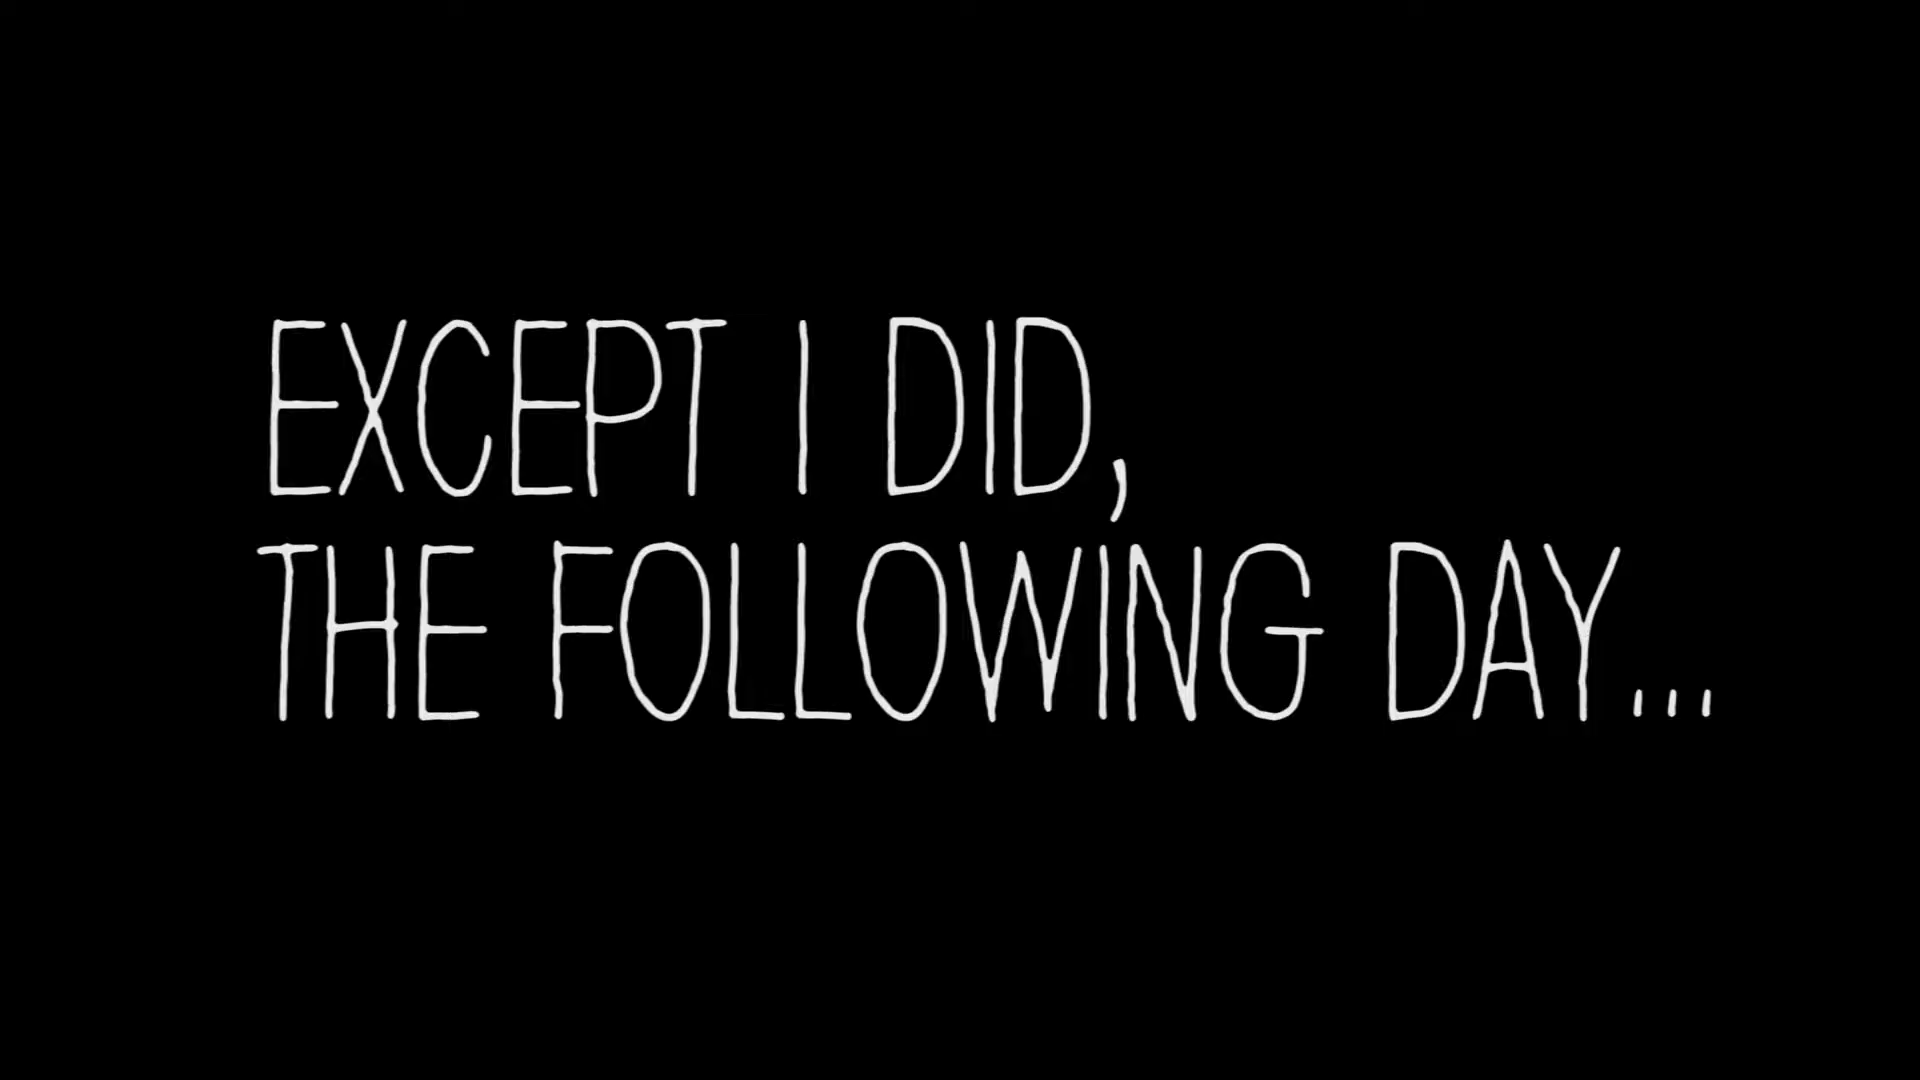 EXCEPT I DID,
THE FOLLOWING DAY...